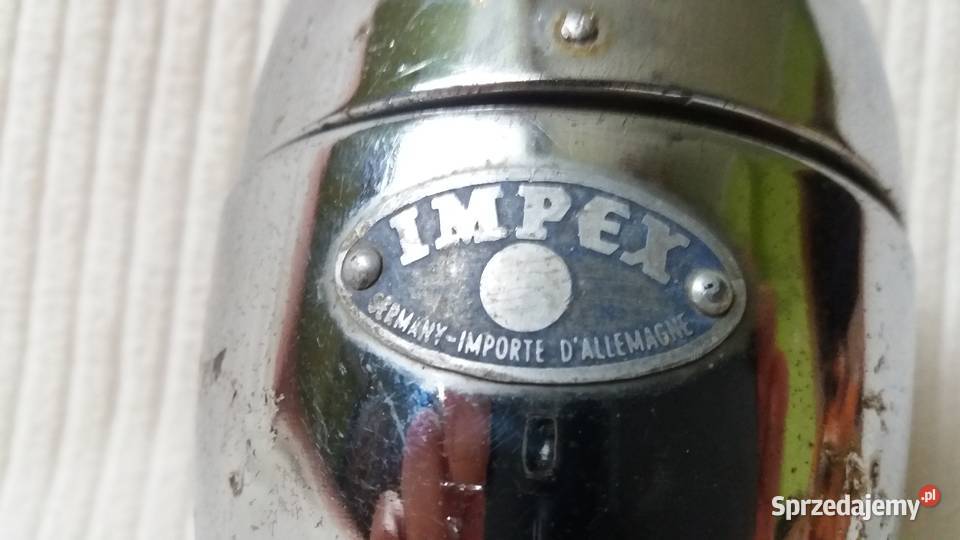 IMPEX
GERMANY-IMPORTE D'ALLEMAGNE
Sprzedajemy.pl